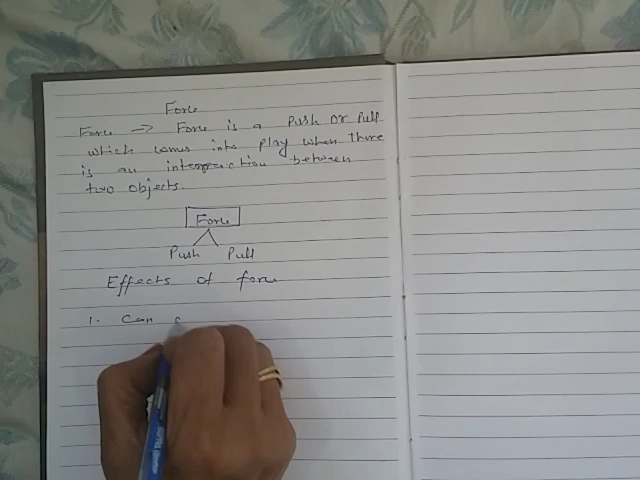 Force
Force → Force is a Push or Pull
which comes into play when there
is an interaction between
two objects.
Force
Push Pull
Effects of force
1. Can